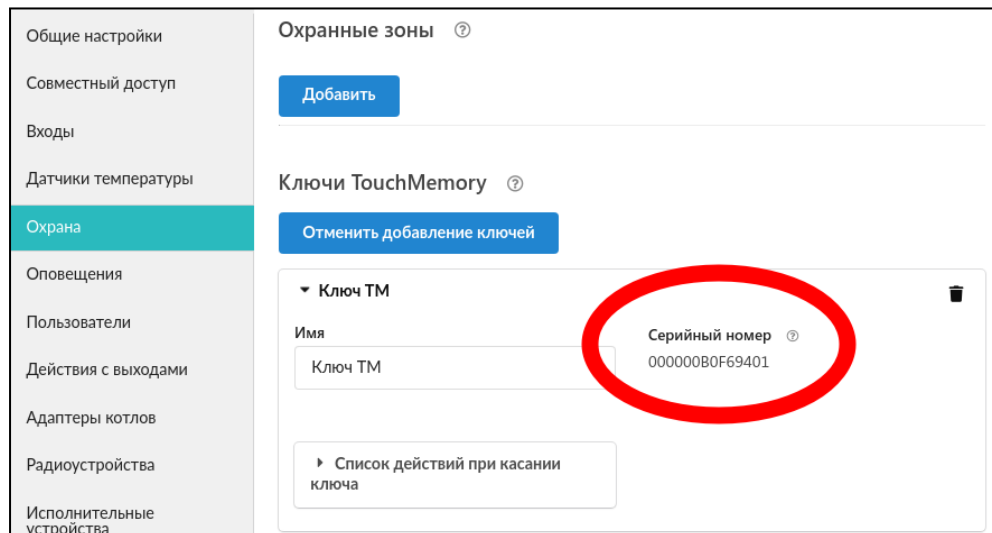 Общие настройки
Совместный доступ
Входы
Датчики температуры
Охрана
Оповещения
Пользователи
Действия с выходами
Адаптеры котлов
Радиоустройства
Исполнительные
устройства
Охранные зоны
Добавить
Ключи TouchMemory
Отменить добавление ключей
Ключ ТМ
Имя
Ключ ТМ
Серийный номер
000000B0F69401
Список действий при касании
ключа